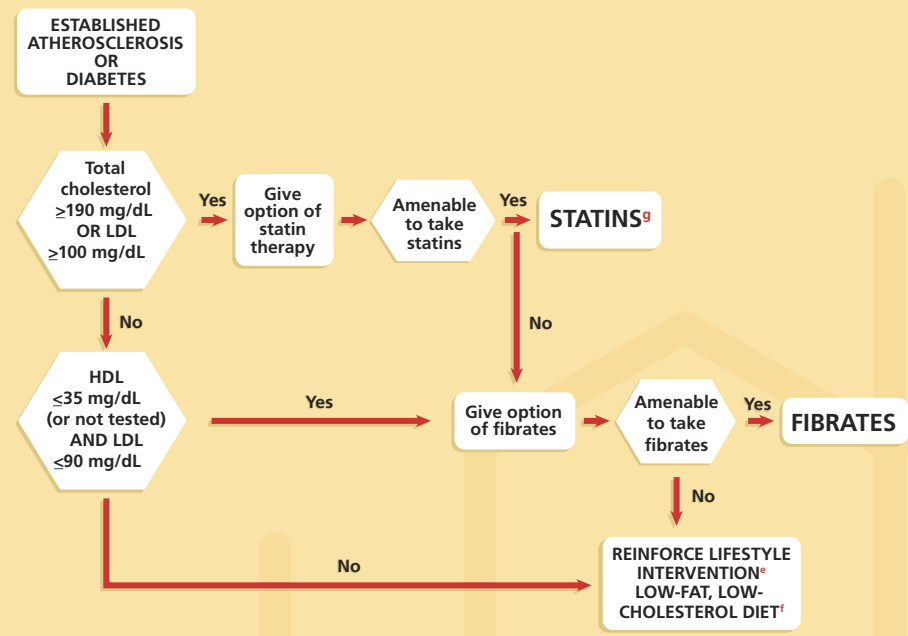 ESTABLISHED
ATHEROSCLEROSIS
OR
DIABETES
Total
cholesterol
≥190 mg/dL
OR LDL
≥100 mg/dL
Yes
Give
option of
statin
therapy
Amenable
to take
statins
Yes
STATINSg
No
No
HDL
≤35 mg/dL
(or not tested)
AND LDL
≤90 mg/dL
Yes
Give option
of fibrates
Amenable
to take
fibrates
Yes
FIBRATES
No
No
REINFORCE LIFESTYLE
INTERVENTIONe
LOW-FAT, LOW-
CHOLESTEROL DIETf